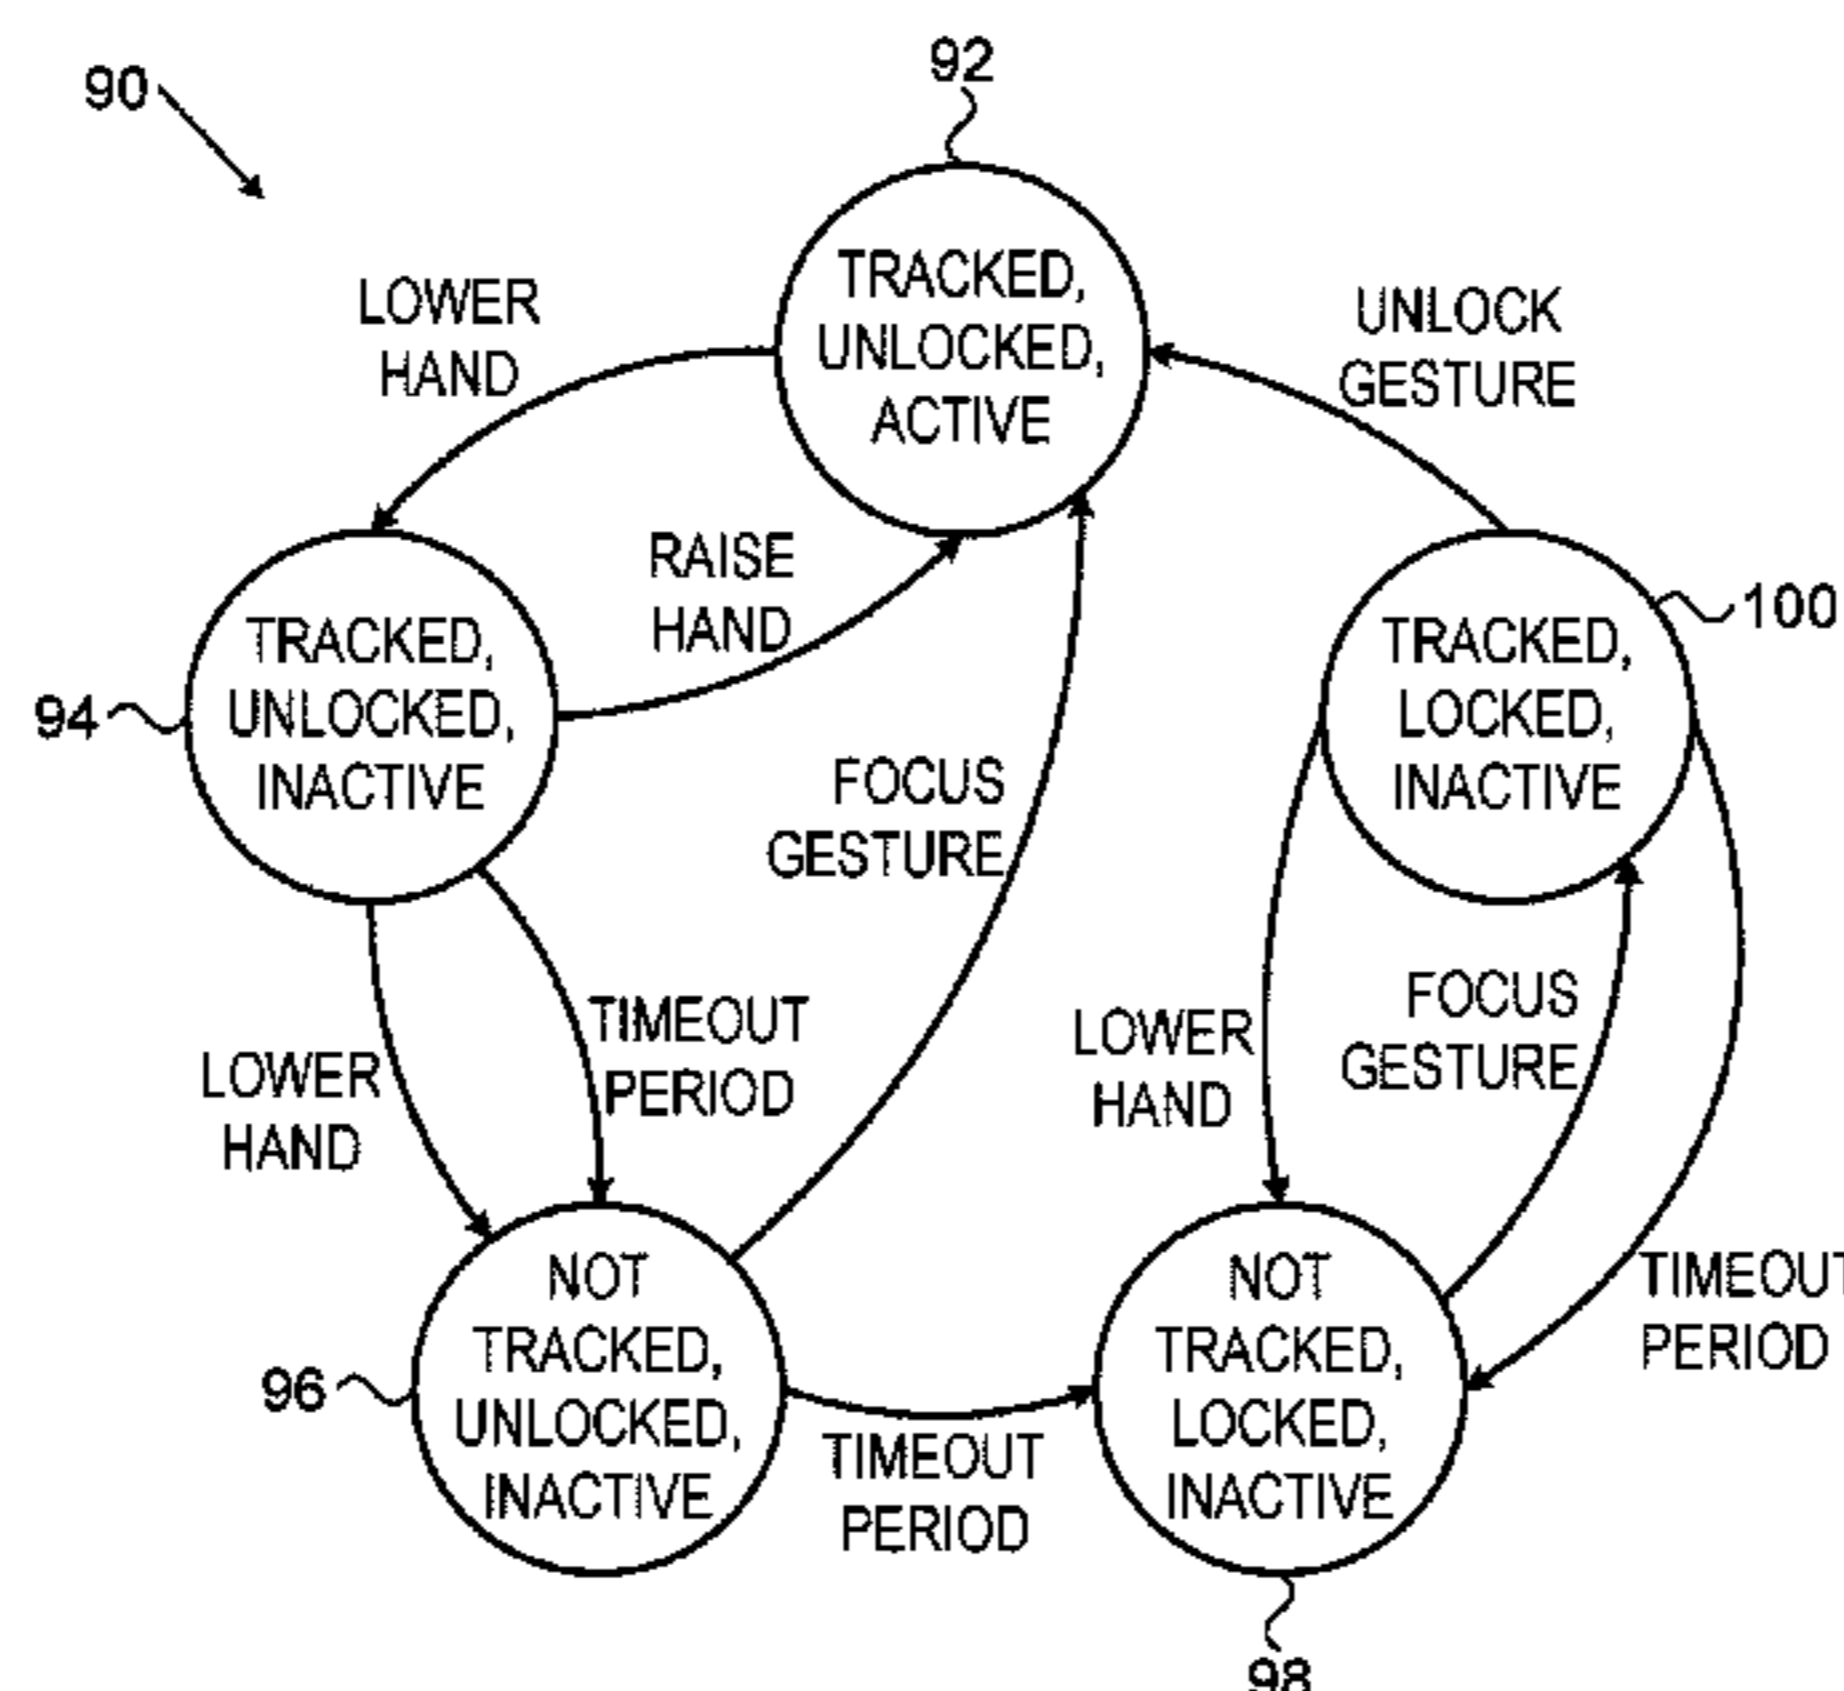 90
92
TRACKED,
UNLOCKED,
ACTIVE
LOWER
HAND
UNLOCK
GESTURE
RAISE
HAND
94
TRACKED,
UNLOCKED,
INACTIVE
100
TRACKED,
LOCKED,
INACTIVE
FOCUS
GESTURE
LOWER
HAND
TIMEOUT
PERIOD
LOWER
HAND
FOCUS
GESTURE
TIMEOUT
PERIOD
96
NOT
TRACKED,
UNLOCKED,
INACTIVE
TIMEOUT
PERIOD
NOT
TRACKED,
LOCKED,
INACTIVE
98